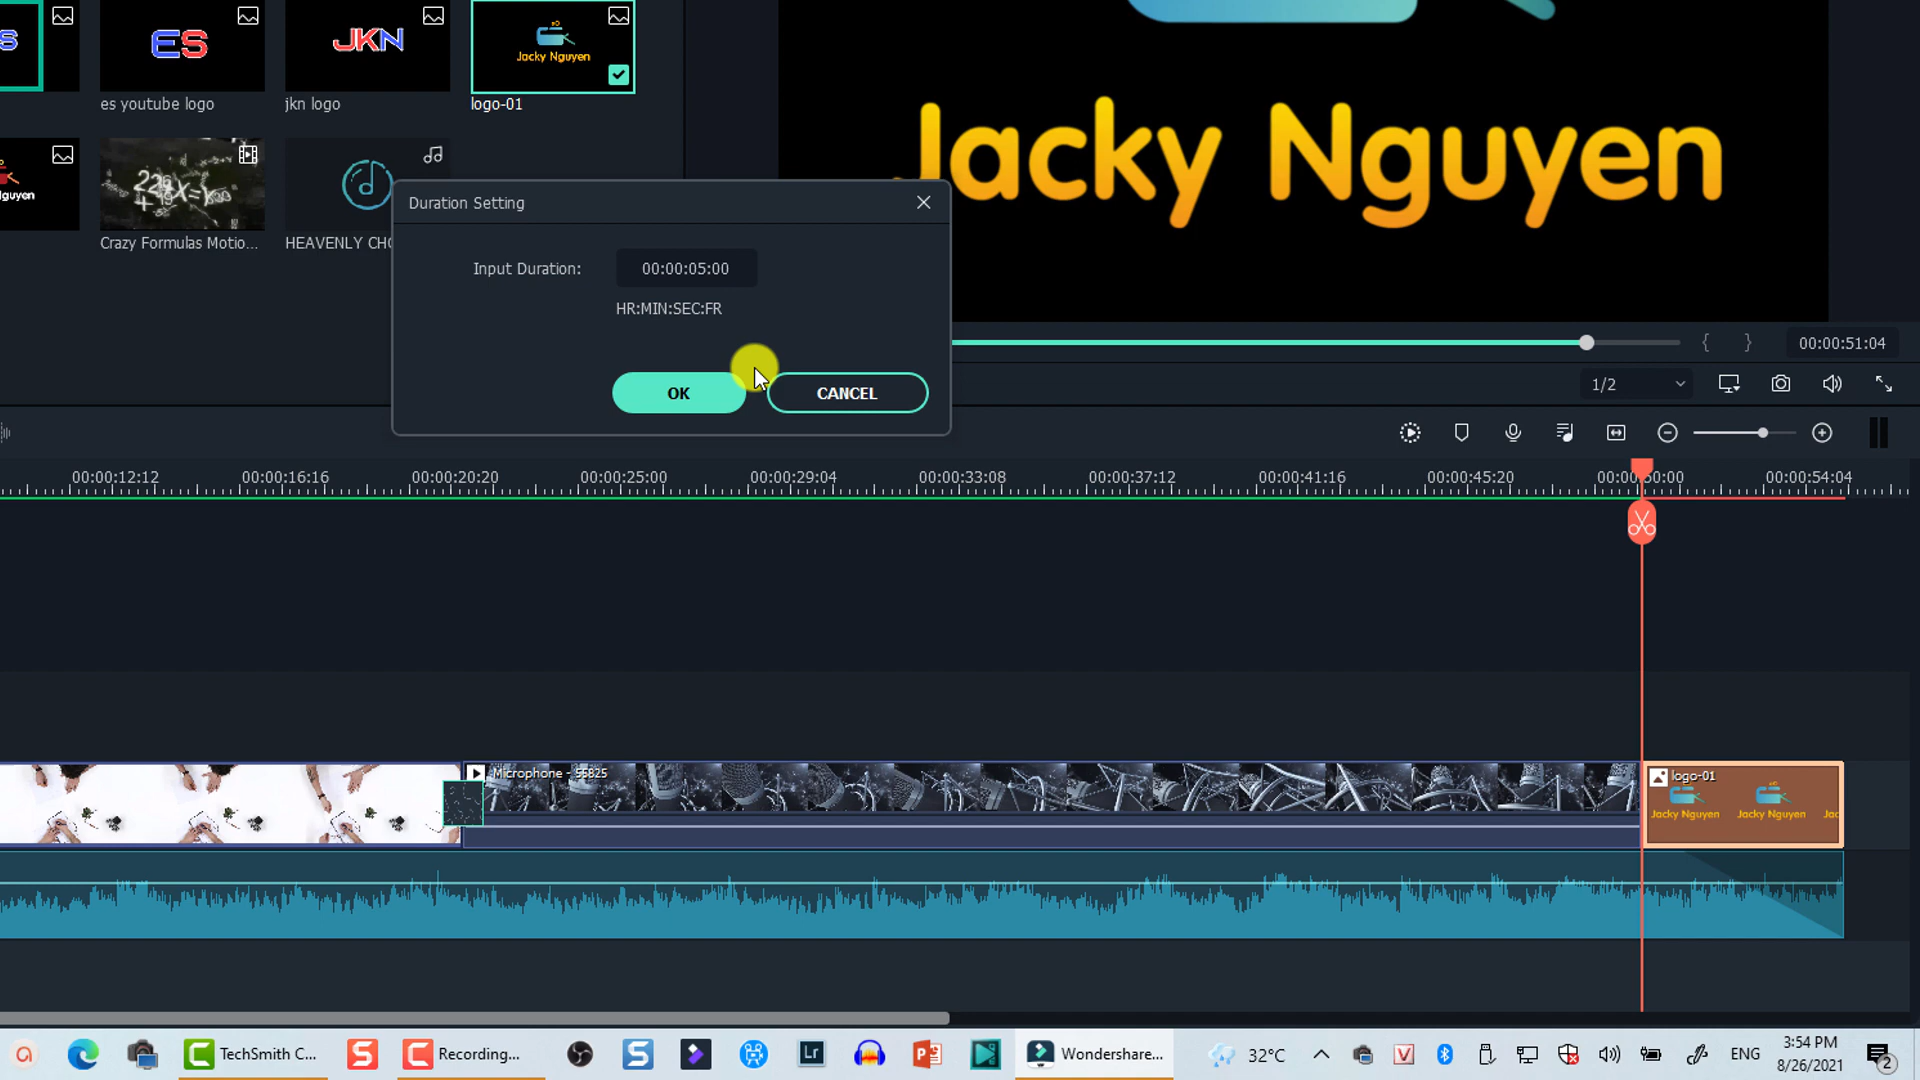 S
ES
JKN
Jacky Nguyen
es youtube logo
jkn logo
logo-01
Jacky Nguyen
guyen
Crazy Formulas Motio...
HEAVENLY CHO
Duration Setting
Input Duration:
00:00:05:00
HR:MIN:SEC:FR
OK
CANCEL
{ }
00:00:51:04
1/2
00:00:12:12
00:00:16:16
00:00:20:20
00:00:25:00
00:00:29:04
00:00:33:08
00:00:37:12
00:00:41:16
00:00:45:20
00:00:50:00
00:00:54:04
Microphone - 55825
logo-01
Jacky Nguyen
Jacky Nguyen
Jac
TechSmith C...
Recording...
Lr
Wondershare...
32°C
ENG
3:54 PM
8/26/2021
2